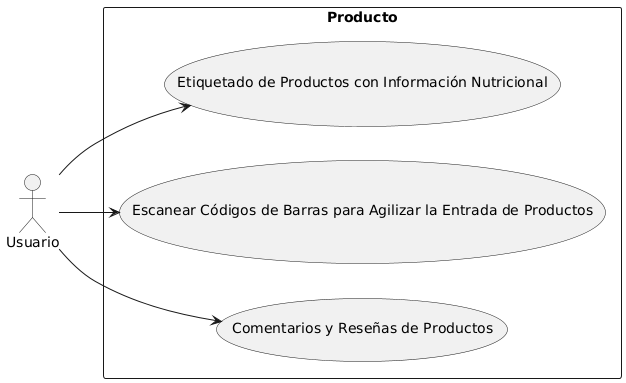 Producto
Etiquetado de Productos con Información Nutricional
Escanear Códigos de Barras para Agilizar la Entrada de Productos
Usuario
Comentarios y Reseñas de Productos